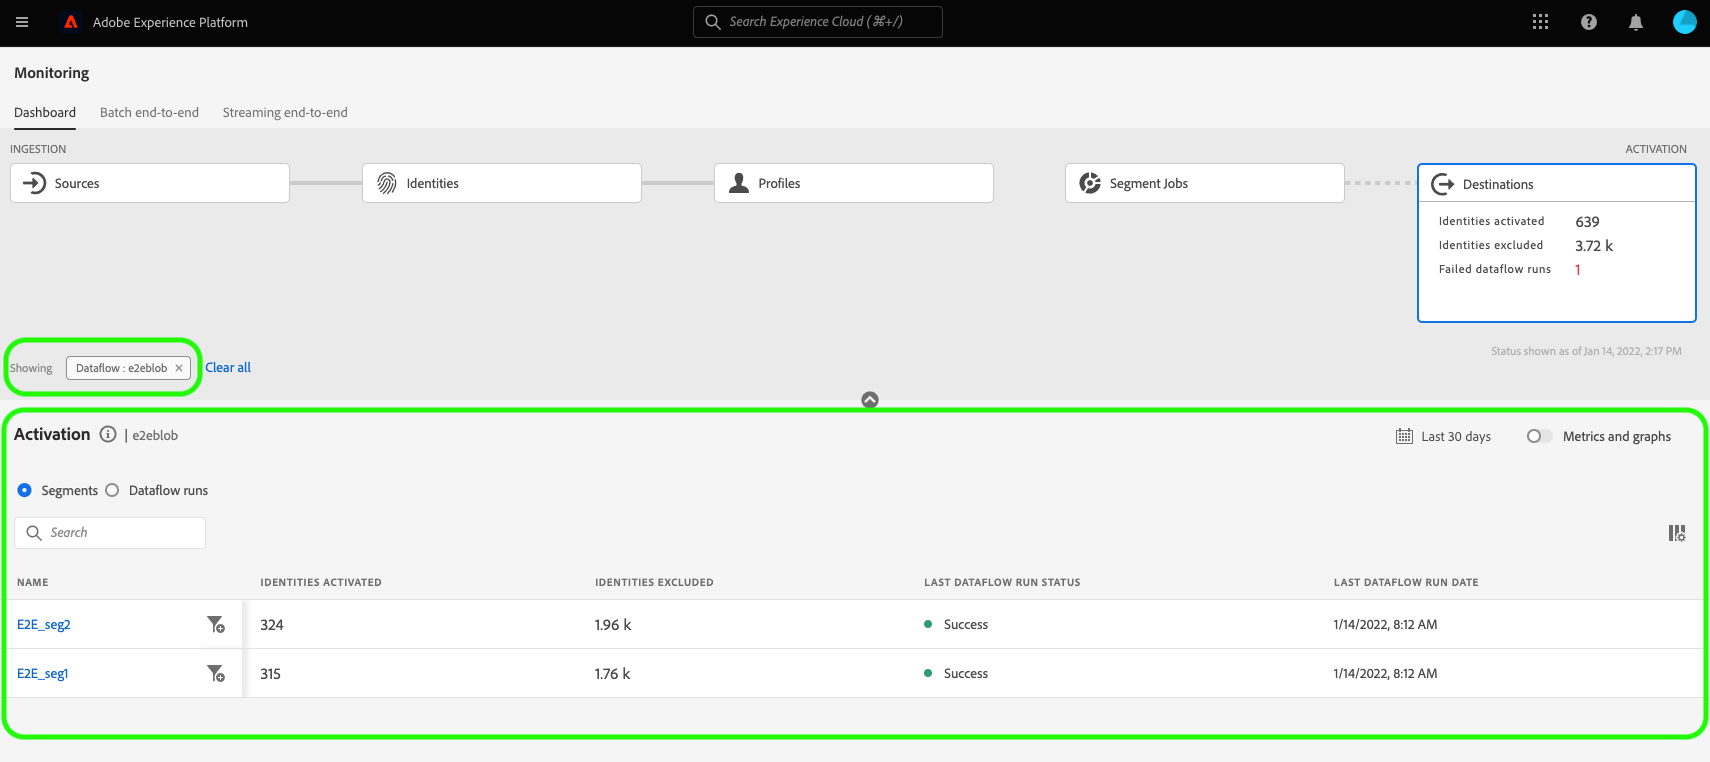 Adobe Experience Platform
Search Experience Cloud (⌘+/)
Monitoring
Dashboard Batch end-to-end Streaming end-to-end
INGESTION ACTIVATION
Sources Identities Profiles Segment Jobs Destinations
Identities activated 639
Identities excluded 3.72 k
Failed dataflow runs 1
Status shown as of Jan 14, 2022, 2:17 PM
Showing Dataflow : e2eblob × Clear all
Activation | e2eblob Last 30 days Metrics and graphs
Segments Dataflow runs
Search
NAME IDENTITIES ACTIVATED IDENTITIES EXCLUDED LAST DATAFLOW RUN STATUS LAST DATAFLOW RUN DATE
E2E_seg2 324 1.96 k Success 1/14/2022, 8:12 AM
E2E_seg1 315 1.76 k Success 1/14/2022, 8:12 AM